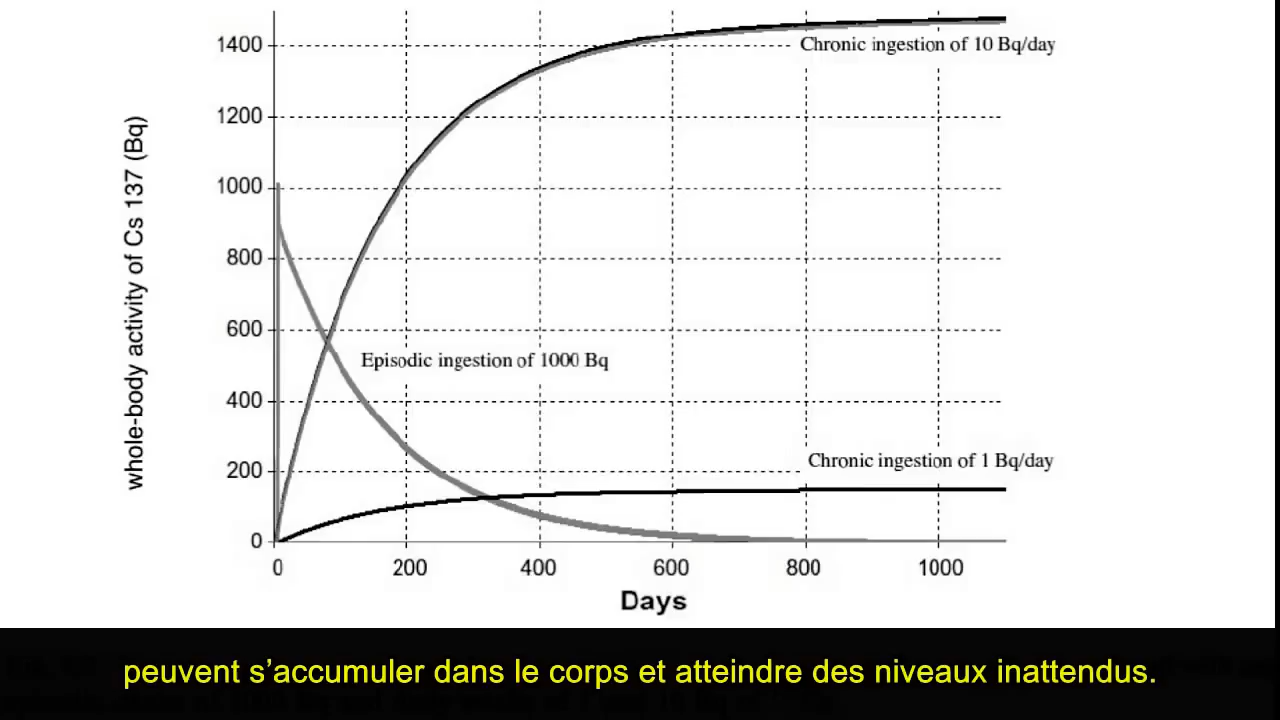 1400
Chronic ingestion of 10 Bq/day
1200
1000
800
600
Episodic ingestion of 1000 Bq
400
Chronic ingestion of 1 Bq/day
200
0
whole-body activity of Cs 137 (Bq)
0 200 400 600 800 1000
Days
peuvent s’accumuler dans le corps et atteindre des niveaux inattendus.